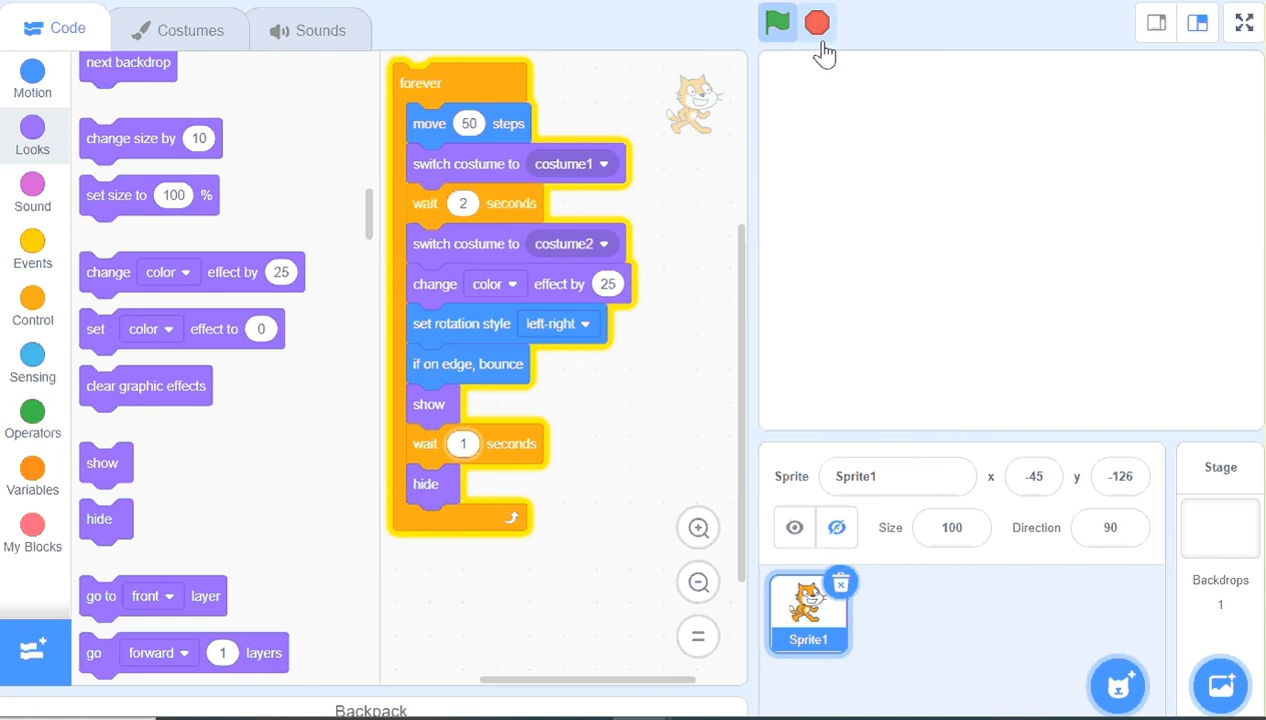 Code
Costumes
Sounds
Motion
Looks
Sound
Events
Control
Sensing
Operators
Variables
My Blocks
next backdrop
change size by 10
set size to 100 %
change color effect by 25
set color effect to 0
clear graphic effects
show
hide
go to front layer
go forward 1 layers
forever
move 50 steps
switch costume to costume1
wait 2 seconds
switch costume to costume2
change color effect by 25
set rotation style left-right
if on edge, bounce
show
wait 1 seconds
hide
Backpack
Sprite Sprite1 x -45 y -126
Size 100 Direction 90
Sprite1
Stage
Backdrops
1